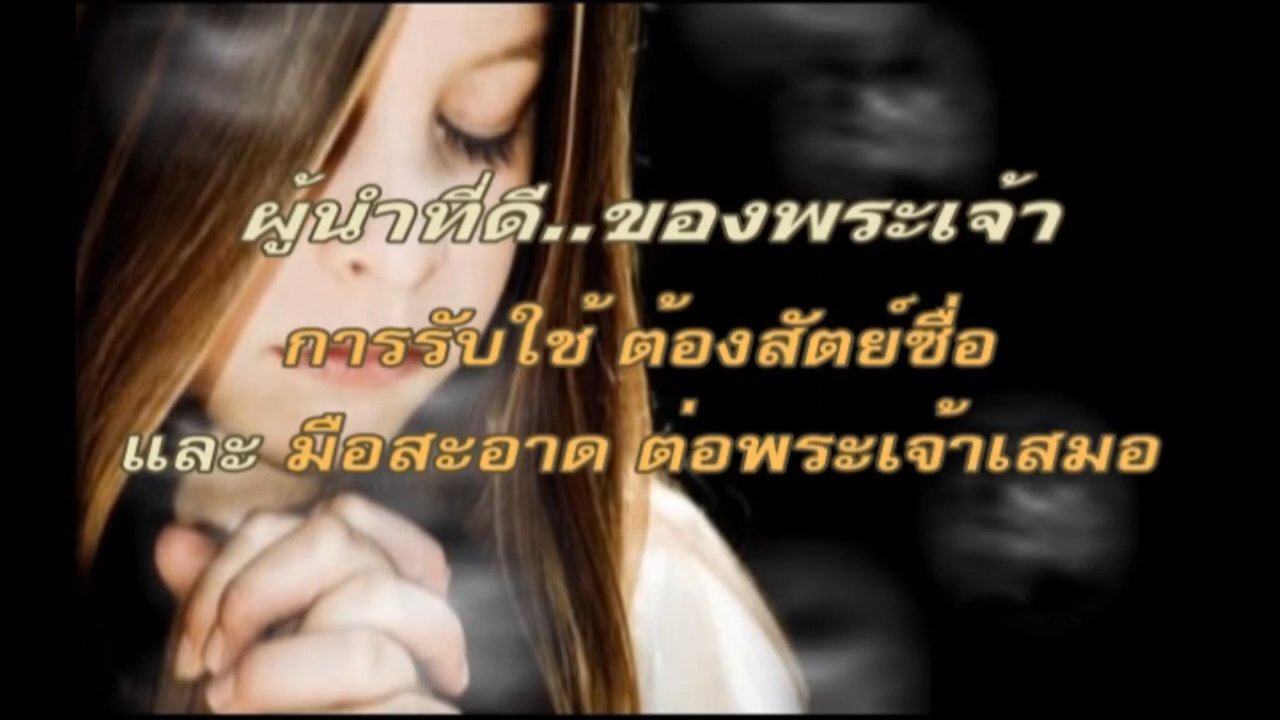 ผู้นำที่ดี..ของพระเจ้า
การรับใช้ ต้องสัตย์ซื่อ
และ มือสะอาด ต่อพระเจ้าเสมอ